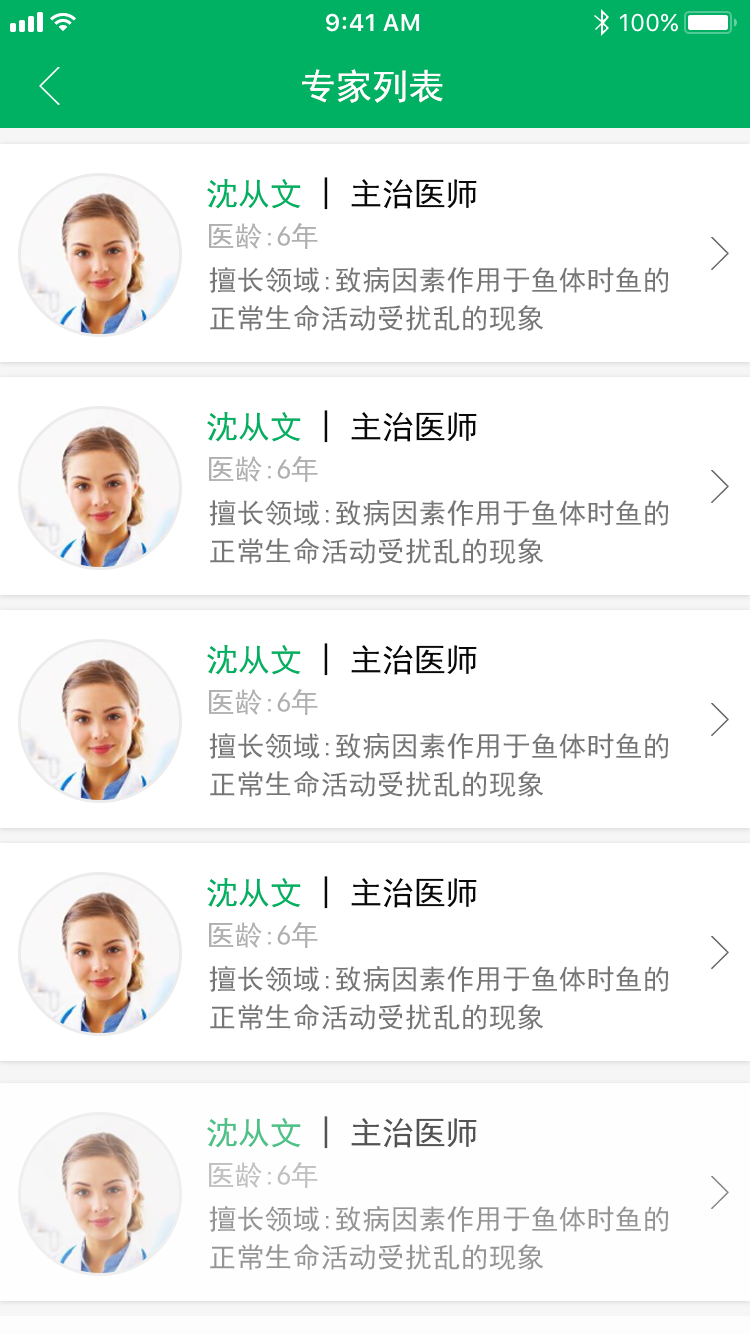 9:41 AM 100%
专家列表
沈从文 | 主治医师
医龄:6年
擅长领域:致病因素作用于鱼体时鱼的
正常生命活动受扰乱的现象
沈从文 | 主治医师
医龄:6年
擅长领域:致病因素作用于鱼体时鱼的
正常生命活动受扰乱的现象
沈从文 | 主治医师
医龄:6年
擅长领域:致病因素作用于鱼体时鱼的
正常生命活动受扰乱的现象
沈从文 | 主治医师
医龄:6年
擅长领域:致病因素作用于鱼体时鱼的
正常生命活动受扰乱的现象
沈从文 | 主治医师
医龄:6年
擅长领域:致病因素作用于鱼体时鱼的
正常生命活动受扰乱的现象